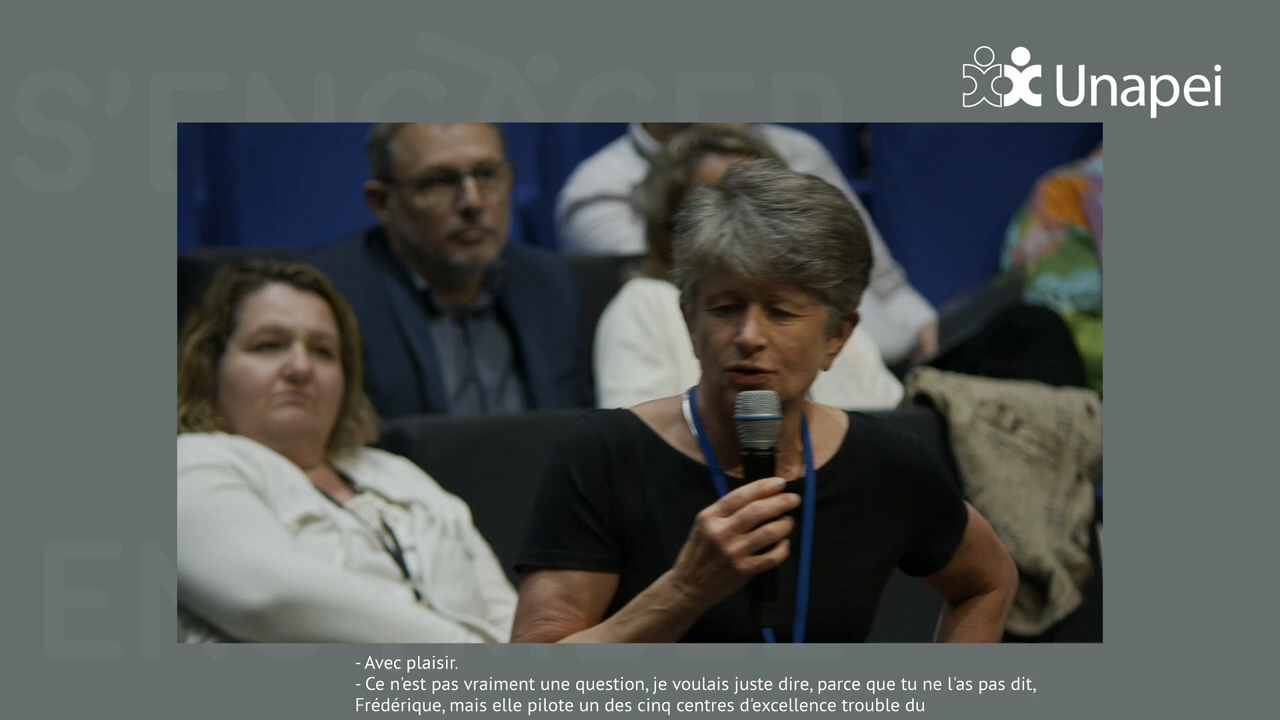 S'ENGAGER
Unapei
- Avec plaisir.
- Ce n'est pas vraiment une question, je voulais juste dire, parce que tu ne l'as pas dit,
Frédérique, mais elle pilote un des cinq centres d'excellence trouble du